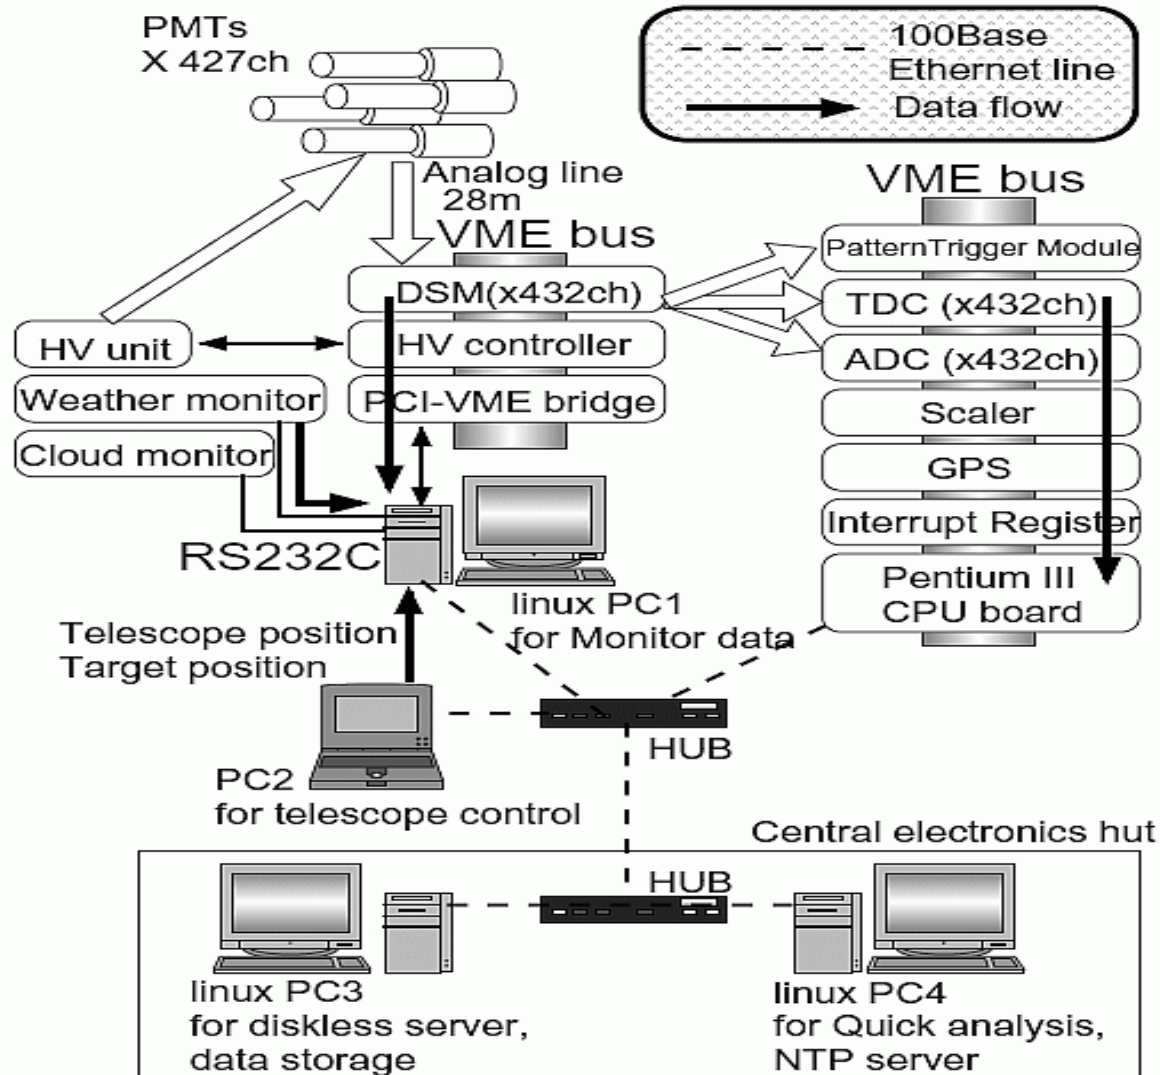 PMTs
X 427ch
100Base
Ethernet line
Data flow
Analog line
28m
VME bus
VME bus
DSM(x432ch)
HV controller
PCI-VME bridge
HV unit
Weather monitor
Cloud monitor
PatternTrigger Module
TDC (x432ch)
ADC (x432ch)
Scaler
GPS
Interrupt Register
Pentium III
CPU board
RS232C
linux PC1
for Monitor data
Telescope position
Target position
HUB
PC2
for telescope control
Central electronics hut
HUB
linux PC3
for diskless server,
data storage
linux PC4
for Quick analysis,
NTP server